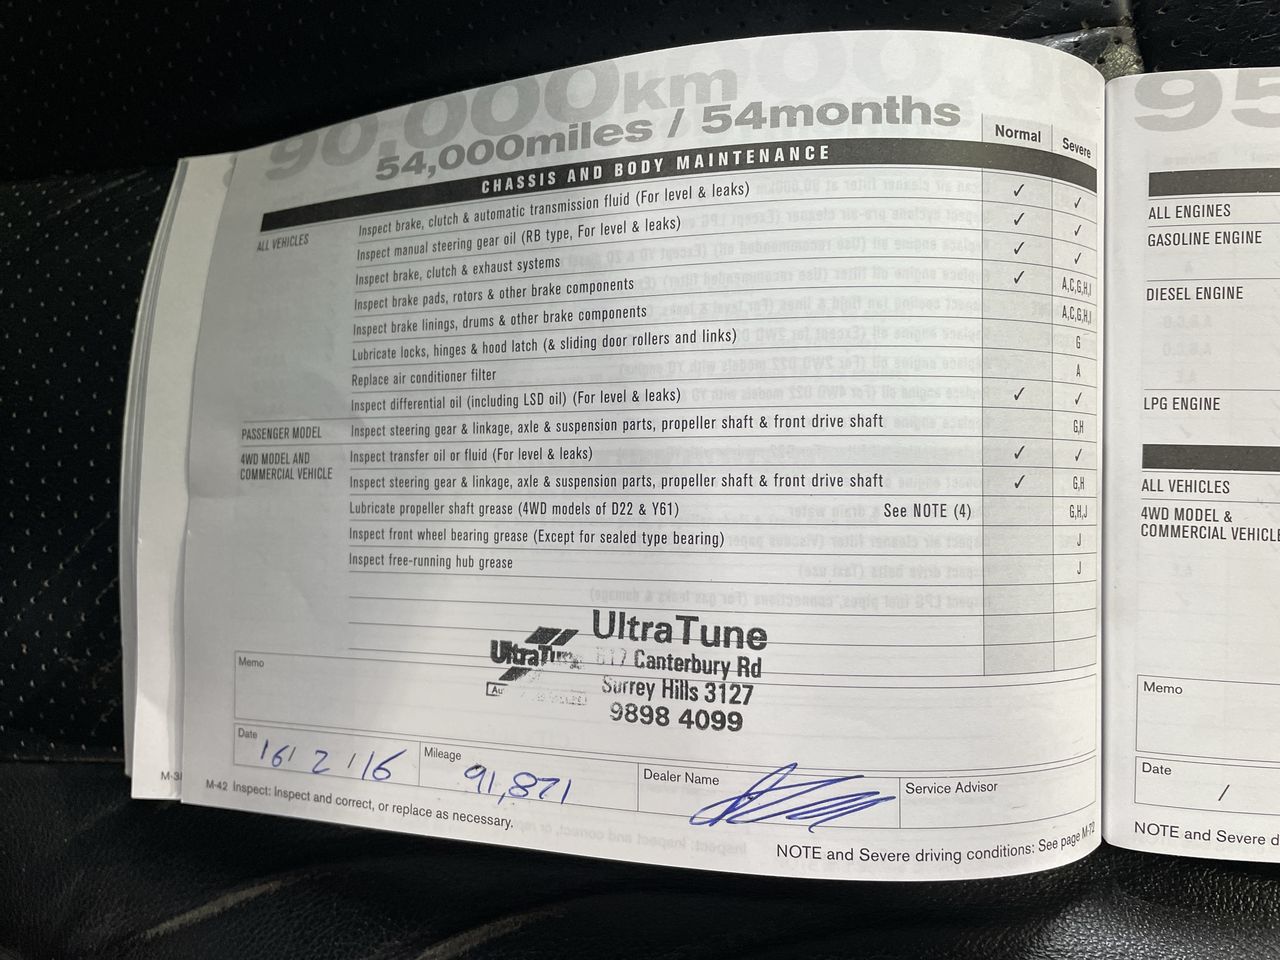 90,000km
54,000miles / 54months
Normal Severe
CHASSIS AND BODY MAINTENANCE
ALL VEHICLES Inspect brake, clutch & automatic transmission fluid (For level & leaks) ✓ ✓
Inspect manual steering gear oil (RB type, For level & leaks) ✓ ✓
Inspect brake, clutch & exhaust systems ✓ ✓
Inspect brake pads, rotors & other brake components ✓ A,C,G,H,I
Inspect brake linings, drums & other brake components A,C,G,H,I
Lubricate locks, hinges & hood latch (& sliding door rollers and links) G
Replace air conditioner filter A
Inspect differential oil (including LSD oil) (For level & leaks) ✓ ✓
PASSENGER MODEL Inspect steering gear & linkage, axle & suspension parts, propeller shaft & front drive shaft G,H
4WD MODEL AND
COMMERCIAL VEHICLE
Inspect transfer oil or fluid (For level & leaks) ✓ ✓
Inspect steering gear & linkage, axle & suspension parts, propeller shaft & front drive shaft ✓ G,H
Lubricate propeller shaft grease (4WD models of D22 & Y61) See NOTE (4) G,H,J
Inspect front wheel bearing grease (Except for sealed type bearing) J
Inspect free-running hub grease J
UltraTune
UltraTune
617 Canterbury Rd
Surrey Hills 3127
9898 4099
Memo
Date 16/2/16
Mileage 91,871
Dealer Name
Service Advisor
M-42 Inspect: Inspect and correct, or replace as necessary.
NOTE and Severe driving conditions: See page M-72
95
ALL ENGINES
GASOLINE ENGINE
DIESEL ENGINE
LPG ENGINE
ALL VEHICLES
4WD MODEL &
COMMERCIAL VEHICLE
Memo
Date /
NOTE and Severe d